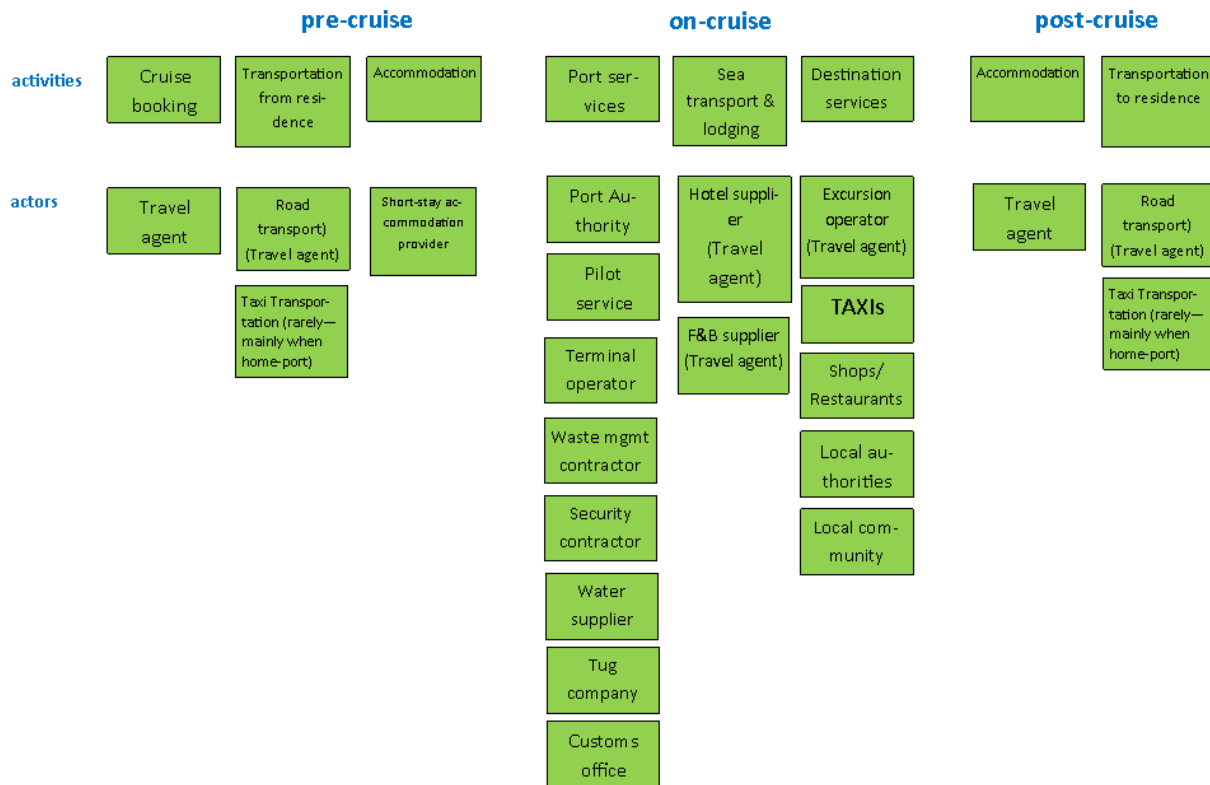 pre-cruise
on-cruise
post-cruise
activities
Cruise
booking
Transportation
from resi-
dence
Accommodation
Port ser-
vices
Sea
transport &
lodging
Destination
services
Accommodation
Transportation
to residence
actors
Travel
agent
Road
transport)
(Travel agent)
Taxi Transpor-
tation (rarely—
mainly when
home-port)
Short-stay ac-
commodation
provider
Port Au-
thority
Pilot
service
Terminal
operator
Waste mgmt
contractor
Security
contractor
Water
supplier
Tug
company
Customs
office
Hotel suppli-
er
(Travel
agent)
F&B supplier
(Travel agent)
Excursion
operator
(Travel agent)
TAXIs
Shops/
Restaurants
Local au-
thorities
Local com-
munity
Travel
agent
Road
transport)
(Travel agent)
Taxi Transpor-
tation (rarely—
mainly when
home-port)